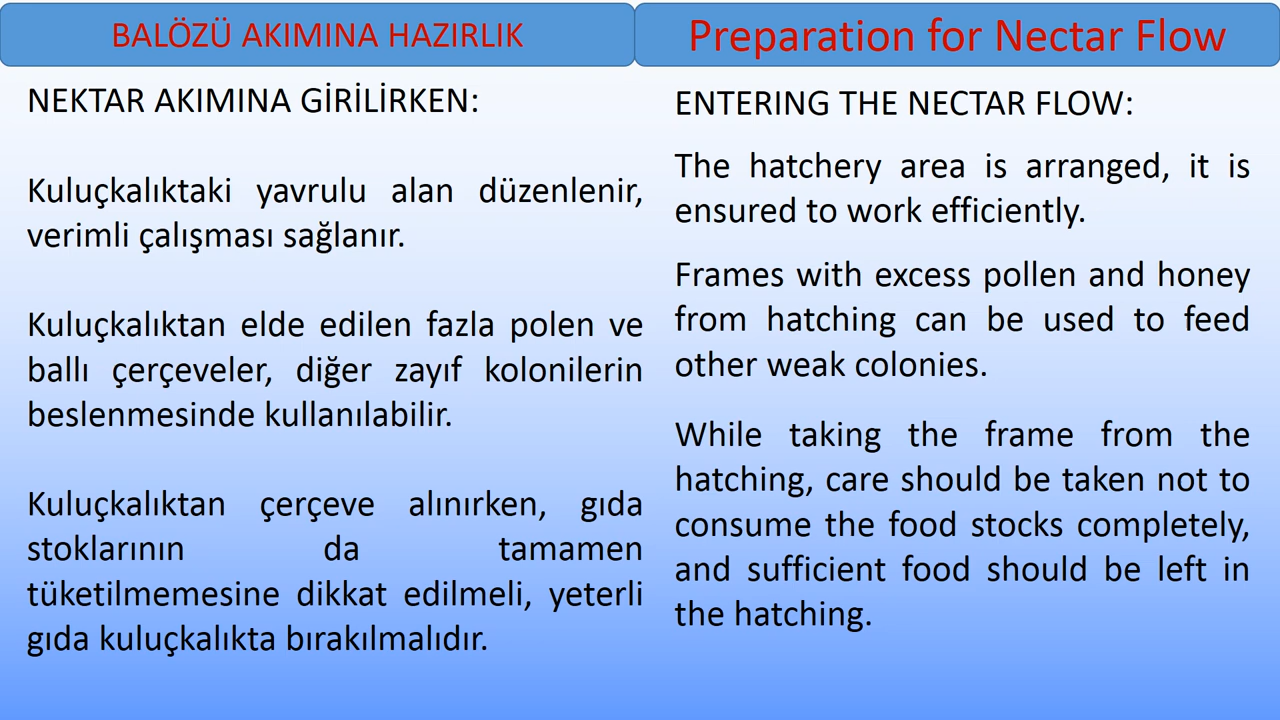 BALÖZÜ AKIMINA HAZIRLIK
NEKTAR AKIMINA GİRİLİRKEN:
Kuluçkalıktaki yavrulu alan düzenlenir,
verimli çalışması sağlanır.
Kuluçkalıktan elde edilen fazla polen ve
ballı çerçeveler, diğer zayıf kolonilerin
beslenmesinde kullanılabilir.
Kuluçkalıktan çerçeve alınırken, gıda
stoklarının da tamamen
tüketilmemesine dikkat edilmeli, yeterli
gıda kuluçkalıkta bırakılmalıdır.
Preparation for Nectar Flow
ENTERING THE NECTAR FLOW:
The hatchery area is arranged, it is
ensured to work efficiently.
Frames with excess pollen and honey
from hatching can be used to feed
other weak colonies.
While taking the frame from the
hatching, care should be taken not to
consume the food stocks completely,
and sufficient food should be left in
the hatching.